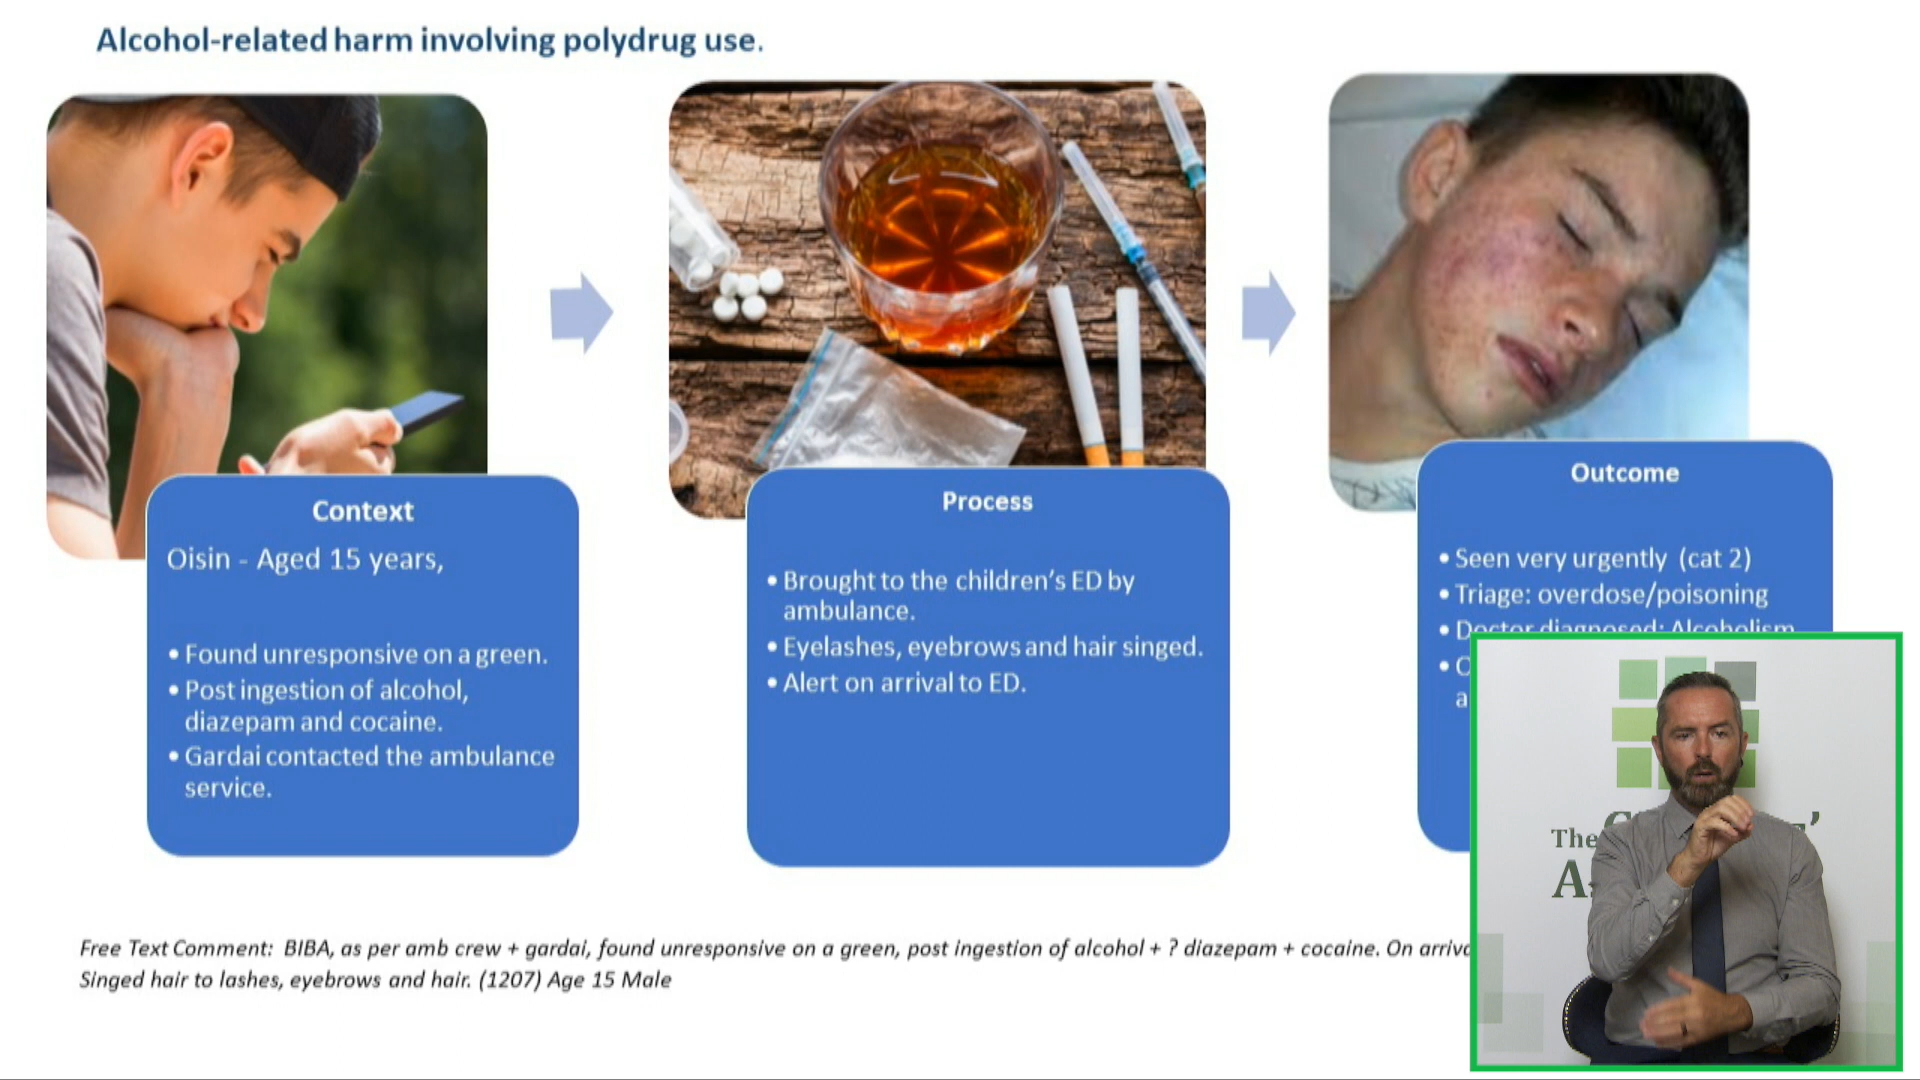 Alcohol-related harm involving polydrug use.
Context
Oisin - Aged 15 years,
• Found unresponsive on a green.
• Post ingestion of alcohol,
diazepam and cocaine.
• Gardai contacted the ambulance
service.
Process
• Brought to the children's ED by
ambulance.
• Eyelashes, eyebrows and hair singed.
• Alert on arrival to ED.
Outcome
• Seen very urgently (cat 2)
• Triage: overdose/poisoning
• Doctor diagnosed: Alcoholism
Free Text Comment: BIBA, as per amb crew + gardai, found unresponsive on a green, post ingestion of alcohol + ? diazepam + cocaine. On
Singed hair to lashes, eyebrows and hair. (1207) Age 15 Male
The